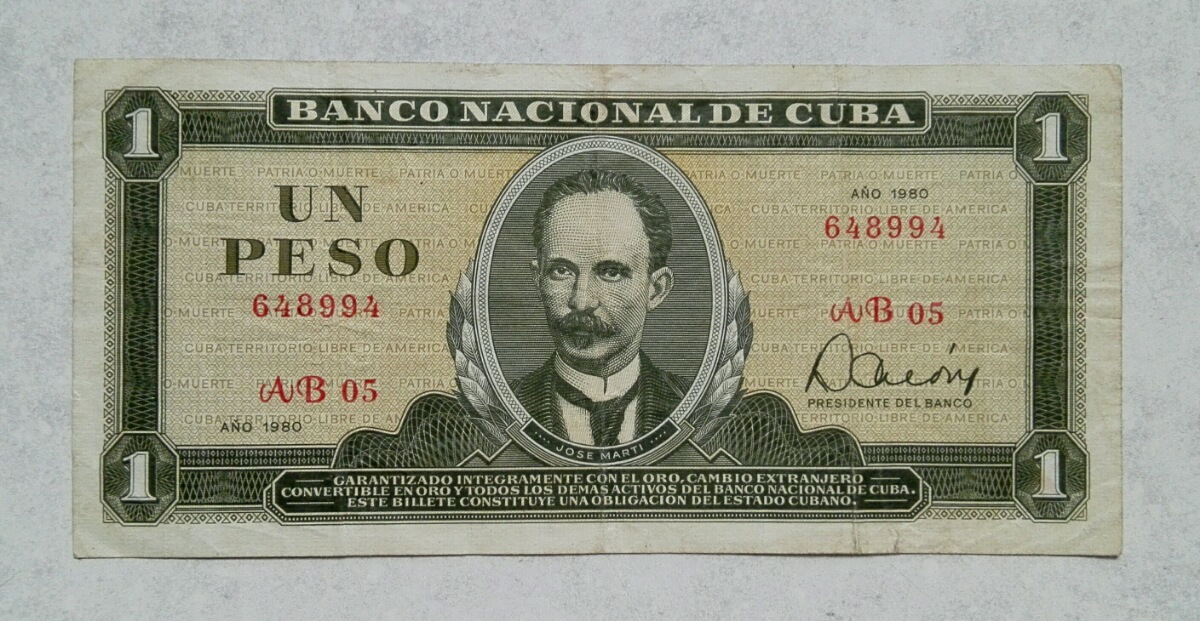 BANCO NACIONAL DE CUBA
1
1
UN
PESO
648994
AB 05
AÑO 1980
AÑO 1980
648994
AB 05
PRESIDENTE DEL BANCO
PATRIA O MUERTE
CUBA TERRITORIO LIBRE DE AMERICA
JOSE MARTI
1
1
GARANTIZADO INTEGRAMENTE CON EL ORO, CAMBIO EXTRANJERO
CONVERTIBLE EN ORO Y TODOS LOS DEMAS ACTIVOS DEL BANCO NACIONAL DE CUBA.
ESTE BILLETE CONSTITUYE UNA OBLIGACIÓN DEL ESTADO CUBANO.